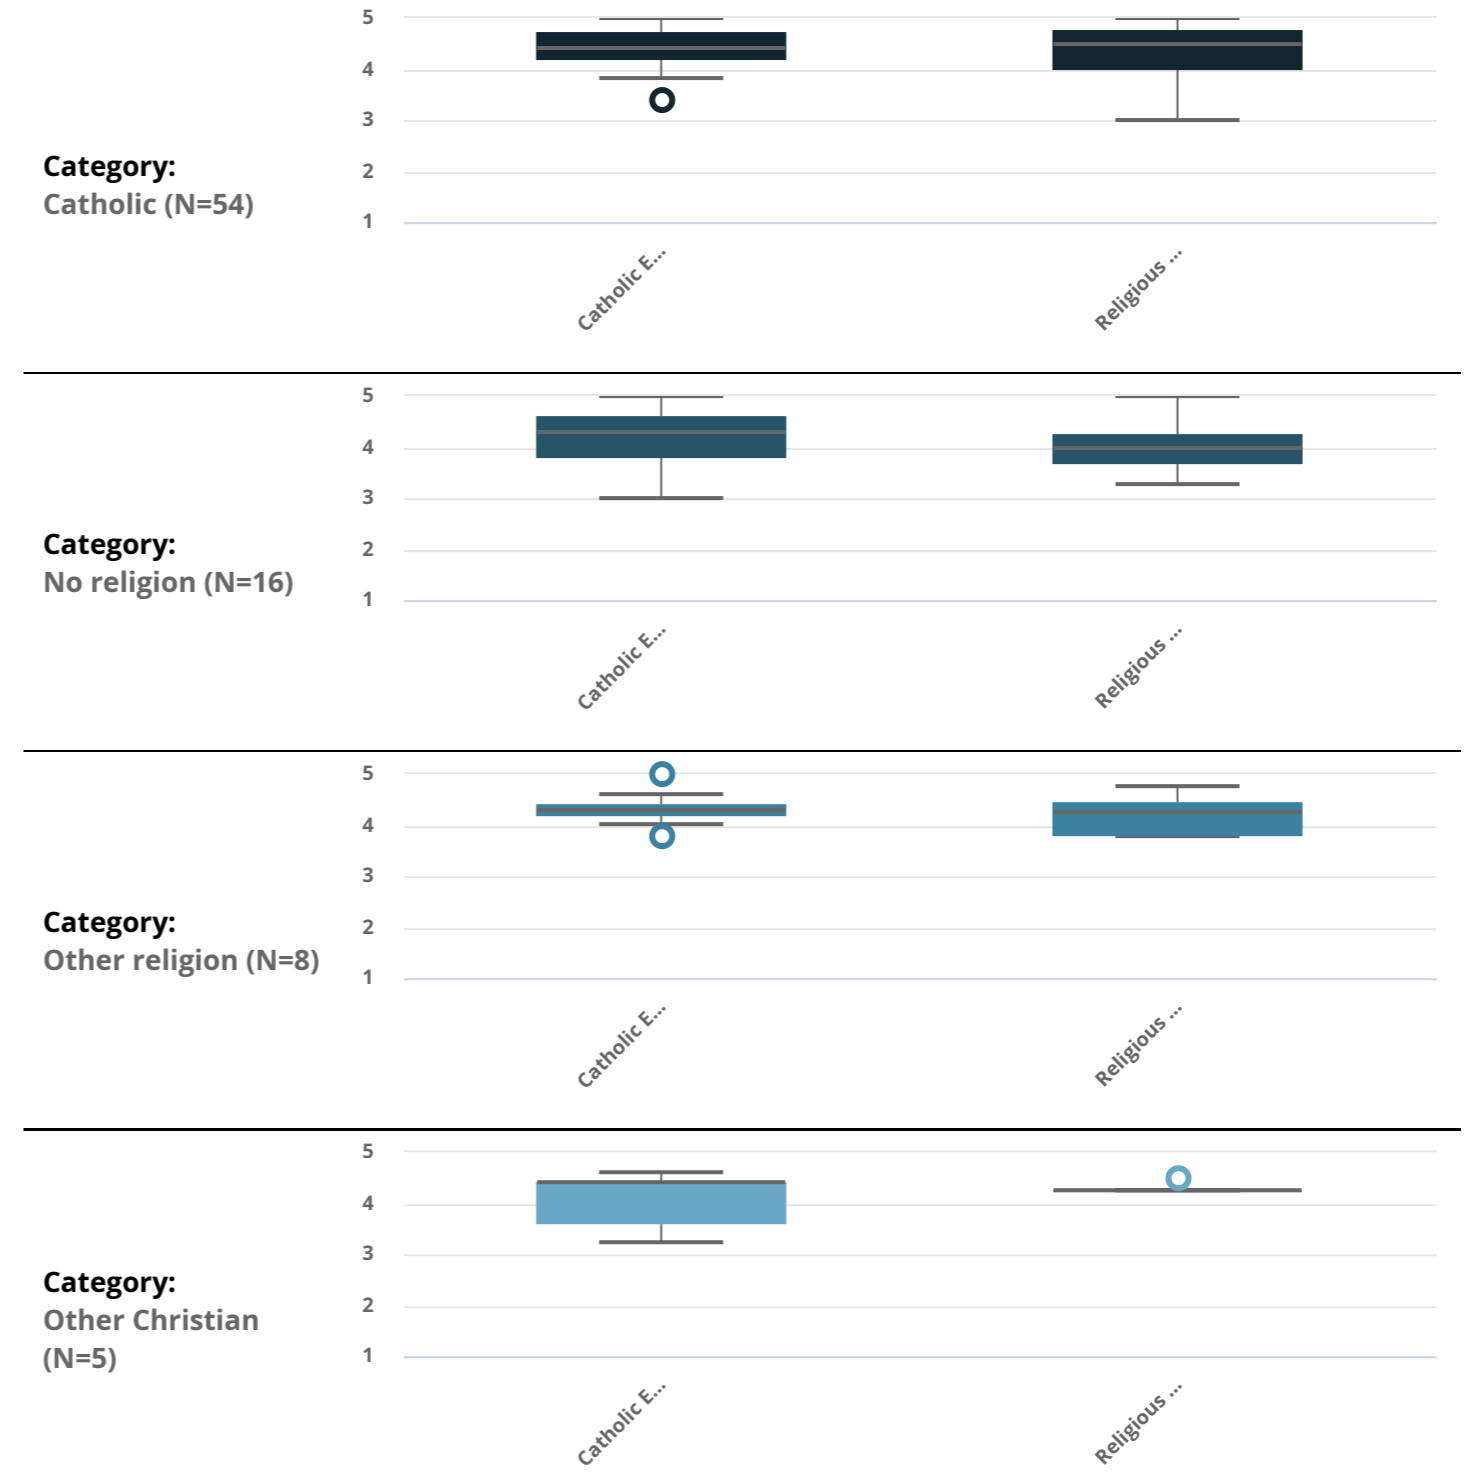 5
4
3
2
1
Category:
Catholic (N=54)
Catholic E...
Religious ...
5
4
3
2
1
Category:
No religion (N=16)
Catholic E...
Religious ...
5
4
3
2
1
Category:
Other religion (N=8)
Catholic E...
Religious ...
5
4
3
2
1
Category:
Other Christian
(N=5)
Catholic E...
Religious ...